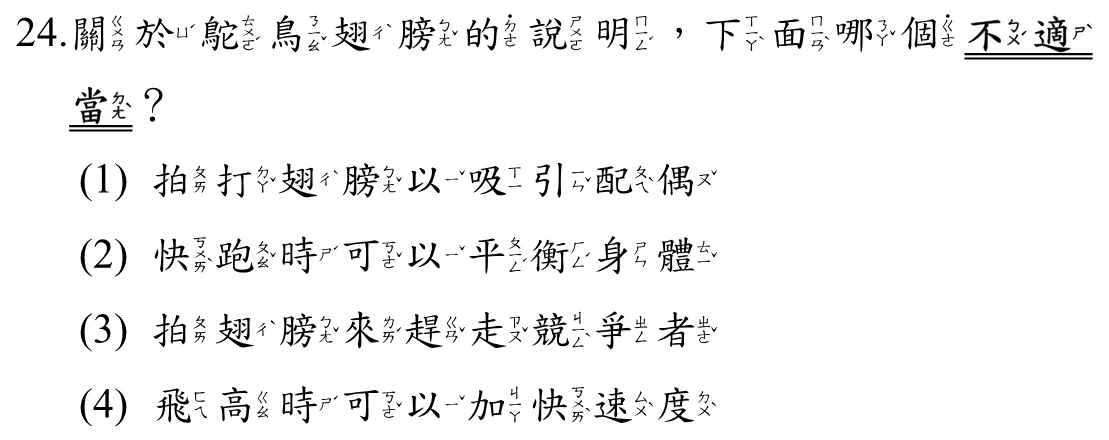 24.關於鴕鳥翅膀的說明，下面哪個不適
當？
(1) 拍打翅膀以吸引配偶
(2) 快跑時可以平衡身體
(3) 拍翅膀來趕走競爭者
(4) 飛高時可以加快速度